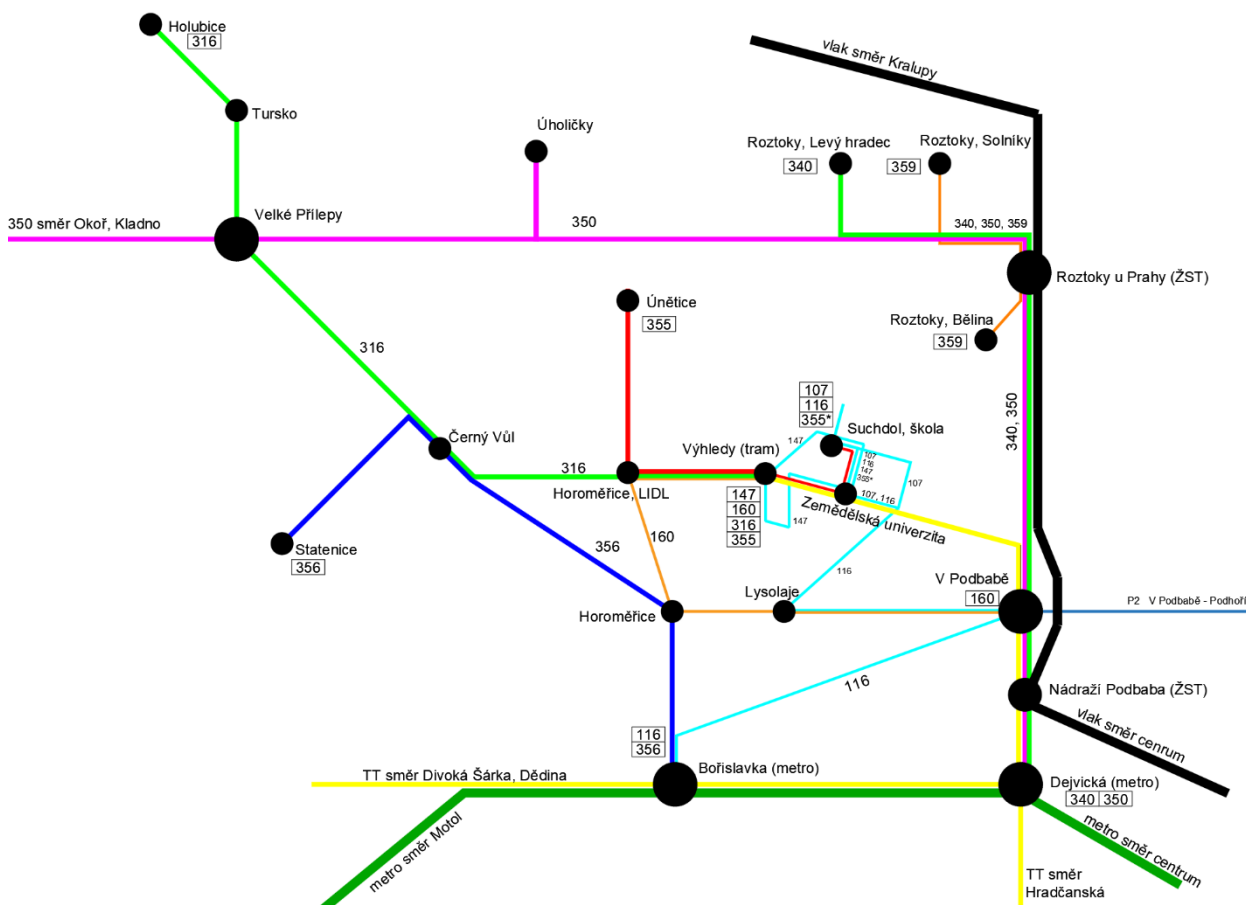 Holubice
316
vlak směr Kralupy
Tursko
Úholičky
Roztoky, Levý hradec
340
Roztoky, Solníky
359
Velké Přílepy
350 směr Okoř, Kladno
350
340, 350, 359
Roztoky u Prahy (ŽST)
Únětice
355
Roztoky, Bělina
359
316
340, 350
107
116
355*
Suchdol, škola
Černý Vůl
Výhledy (tram)
147
107
116
147
355*
107
316
Horoměřice, LIDL
147
160
316
355
107, 116
Zemědělská univerzita
147
Statenice
356
356
160
116
V Podbabě
160
Lysolaje
Horoměřice
P2 V Podbabě - Podhoří
116
Nádraží Podbaba (ŽST)
vlak směr cenrum
116
356
Bořislavka (metro)
TT směr Divoká Šárka, Dědina
Dejvická (metro)
340 350
metro směr Motol
metro směr centrum
TT směr
Hradčanská